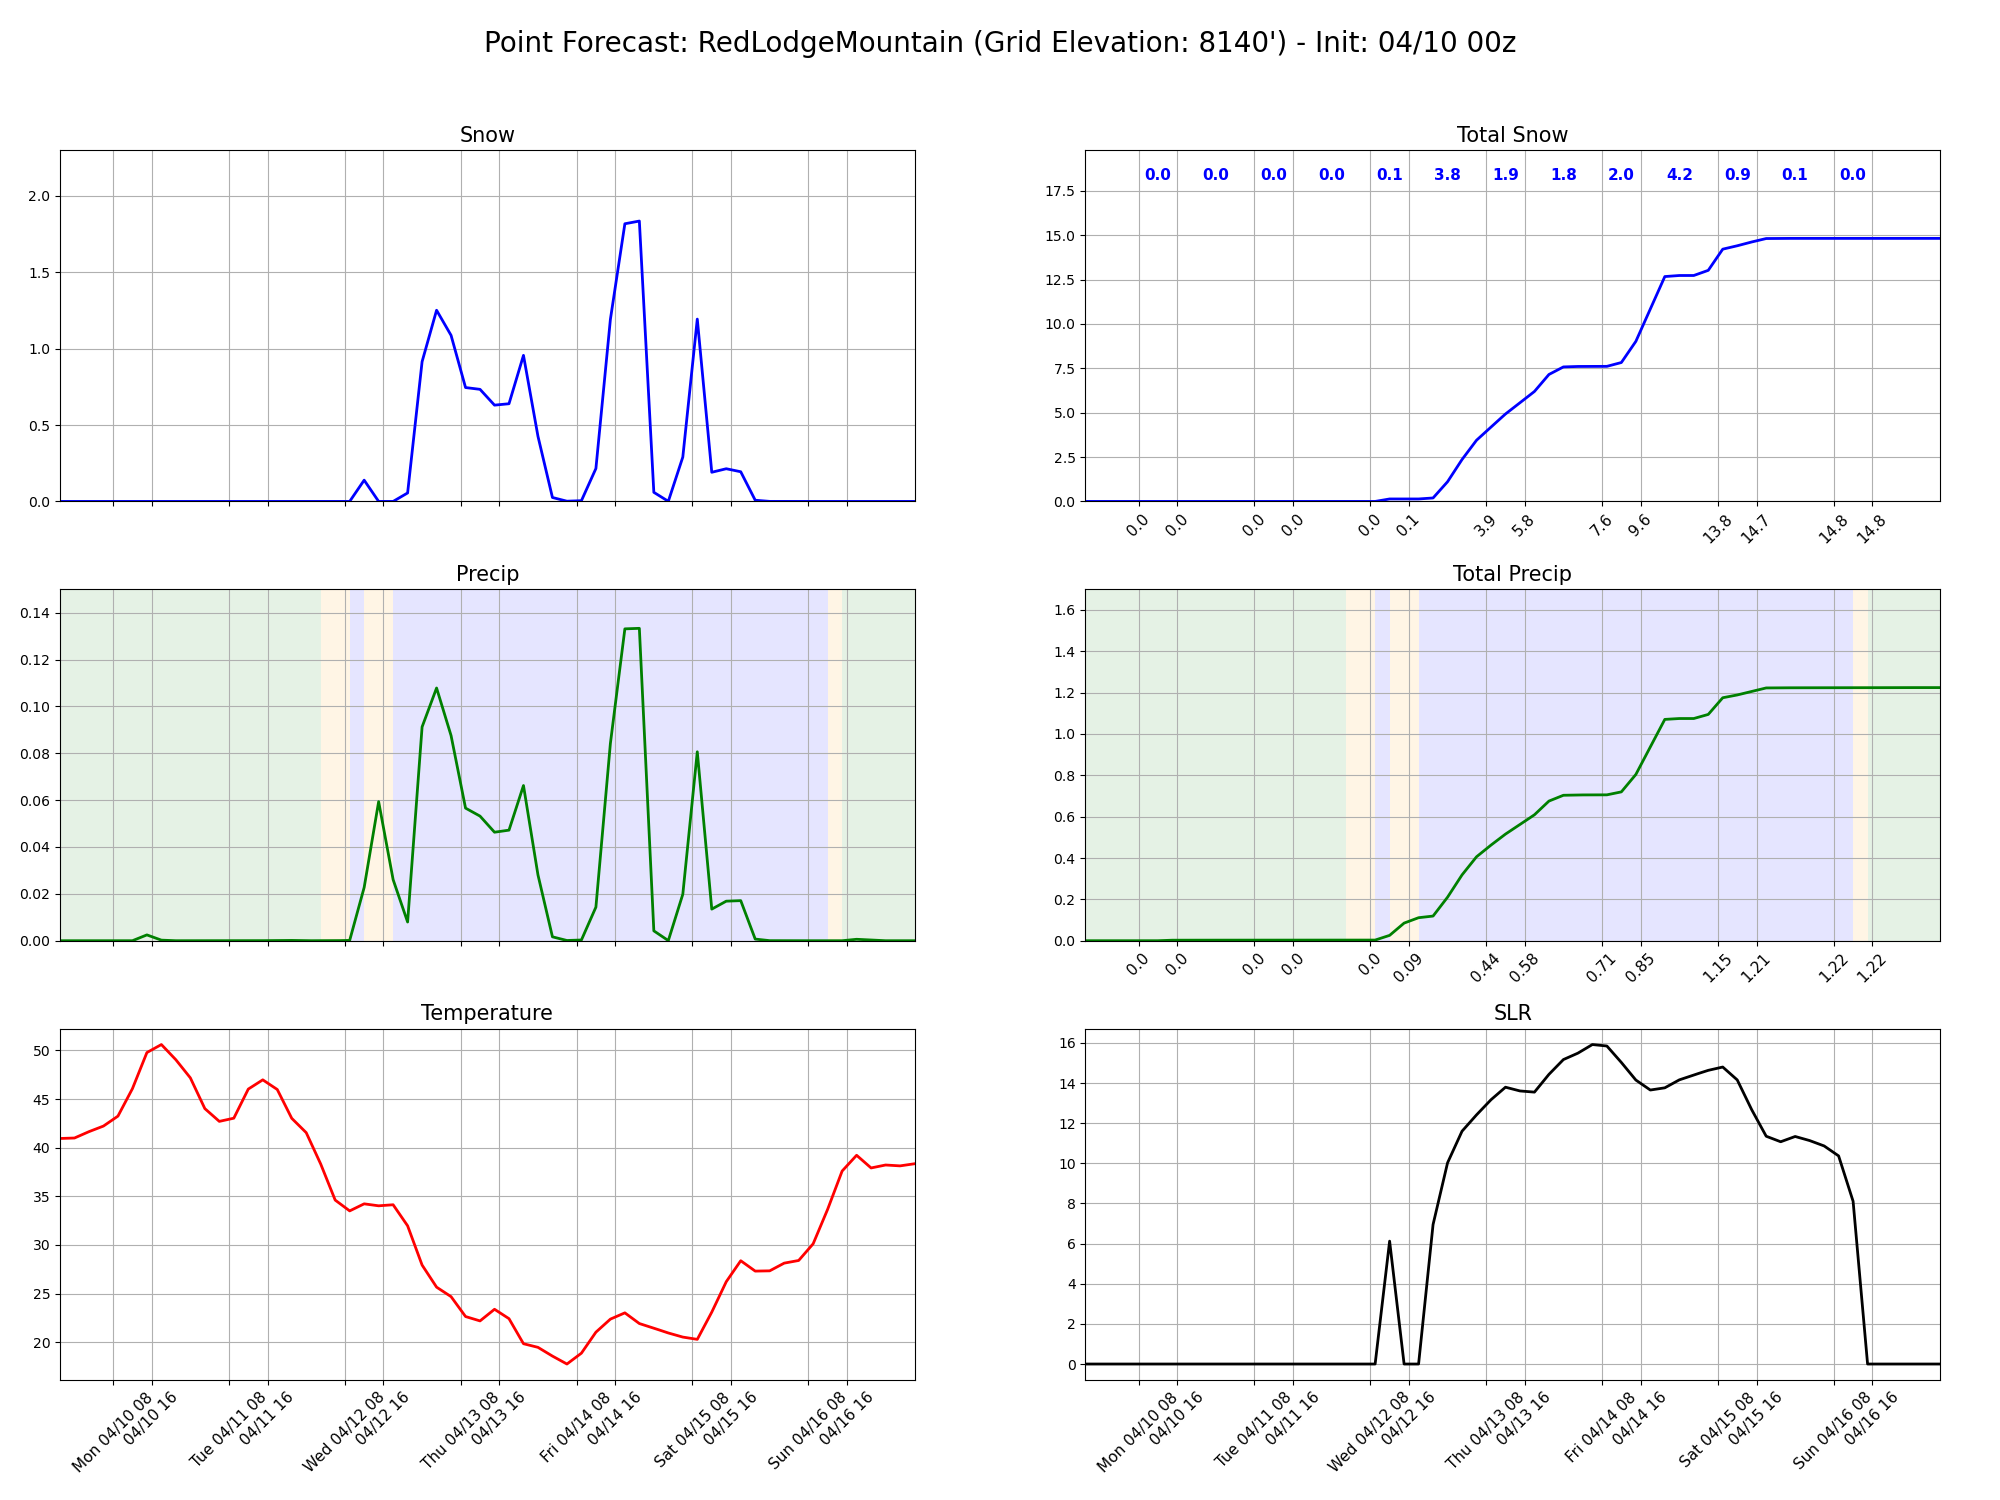 Point Forecast: RedLodgeMountain (Grid Elevation: 8140') - Init: 04/10 00z
Snow
2.0
1.5
1.0
0.5
0.0
Total Snow
0.0 0.0 0.0 0.0 0.1 3.8 1.9 1.8 2.0 4.2 0.9 0.1 0.0
17.5
15.0
12.5
10.0
7.5
5.0
2.5
0.0
0.0 0.0 0.0 0.0 0.0 0.1 3.9 5.8 7.6 9.6 13.8 14.7 14.8 14.8
Precip
0.14
0.12
0.10
0.08
0.06
0.04
0.02
0.00
Total Precip
1.6
1.4
1.2
1.0
0.8
0.6
0.4
0.2
0.0
0.0 0.0 0.0 0.0 0.0 0.09 0.44 0.58 0.71 0.85 1.15 1.21 1.22 1.22
Temperature
50
45
40
35
30
25
20
Mon 04/10 08
04/10 16
Tue 04/11 08
04/11 16
Wed 04/12 08
04/12 16
Thu 04/13 08
04/13 16
Fri 04/14 08
04/14 16
Sat 04/15 08
04/15 16
Sun 04/16 08
04/16 16
SLR
16
14
12
10
8
6
4
2
0
Mon 04/10 08
04/10 16
Tue 04/11 08
04/11 16
Wed 04/12 08
04/12 16
Thu 04/13 08
04/13 16
Fri 04/14 08
04/14 16
Sat 04/15 08
04/15 16
Sun 04/16 08
04/16 16